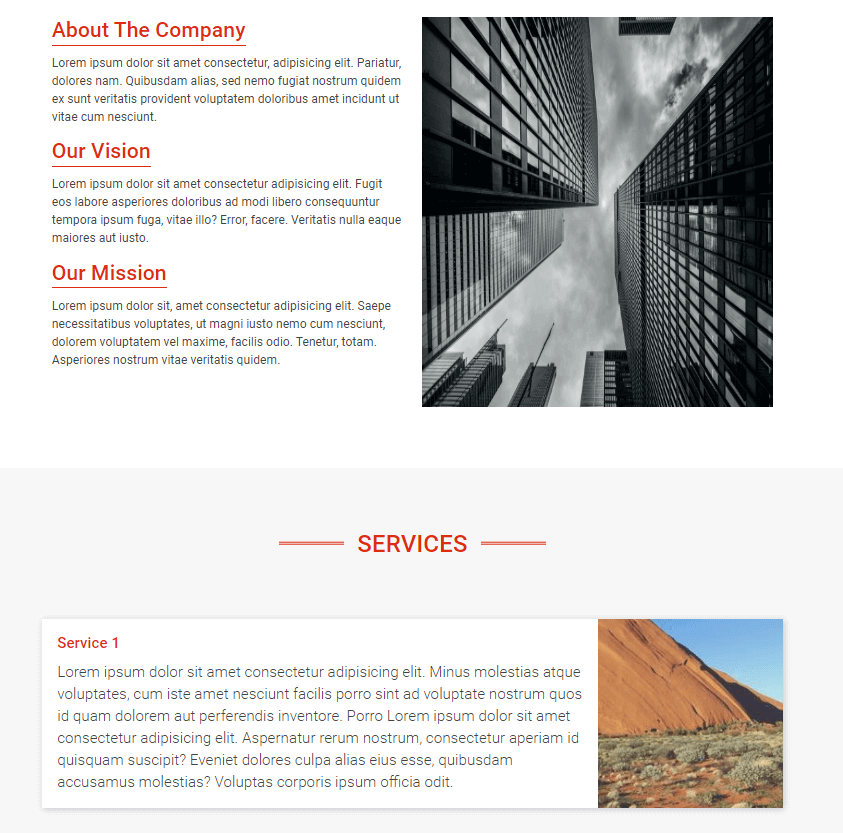 About The Company
Lorem ipsum dolor sit amet consectetur, adipisicing elit. Pariatur,
dolores nam. Quibusdam alias, sed nemo fugiat nostrum quidem
ex sunt veritatis provident voluptatem doloribus amet incidunt ut
vitae cum nesciunt.
Our Vision
Lorem ipsum dolor sit amet consectetur adipisicing elit. Fugit
eos labore asperiores doloribus ad modi libero consequuntur
tempora ipsum fuga, vitae illo? Error, facere. Veritatis nulla eaque
maiores aut iusto.
Our Mission
Lorem ipsum dolor sit, amet consectetur adipisicing elit. Saepe
necessitatibus voluptates, ut magni iusto nemo cum nesciunt,
dolorem voluptatem vel maxime, facilis odio. Tenetur, totam.
Asperiores nostrum vitae veritatis quidem.
SERVICES
Service 1
Lorem ipsum dolor sit amet consectetur adipisicing elit. Minus molestias atque
voluptates, cum iste amet nesciunt facilis porro sint ad voluptate nostrum quos
id quam dolorem aut perferendis inventore. Porro Lorem ipsum dolor sit amet
consectetur adipisicing elit. Aspernatur rerum nostrum, consectetur aperiam id
quisquam suscipit? Eveniet dolores culpa alias eius esse, quibusdam
accusamus molestias? Voluptas corporis ipsum officia odit.